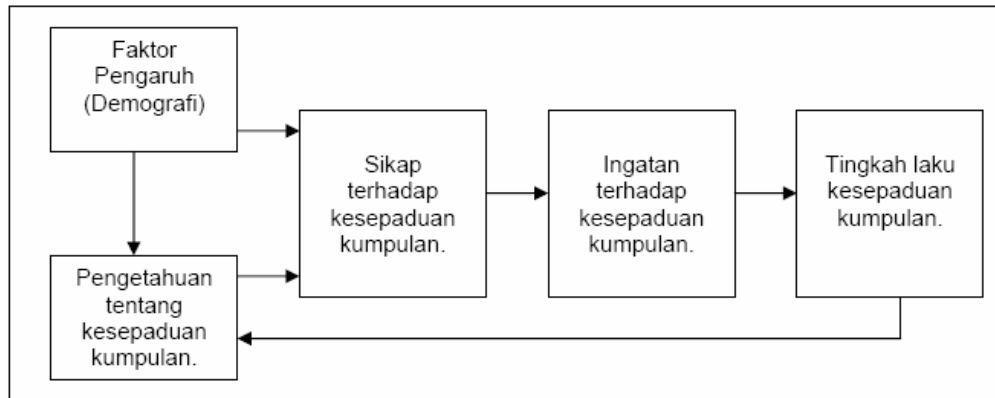 Faktor
Pengaruh
(Demografi)
Sikap
terhadap
kesepaduan
kumpulan.
Ingatan
terhadap
kesepaduan
kumpulan.
Tingkah laku
kesepaduan
kumpulan.
Pengetahuan
tentang
kesepaduan
kumpulan.